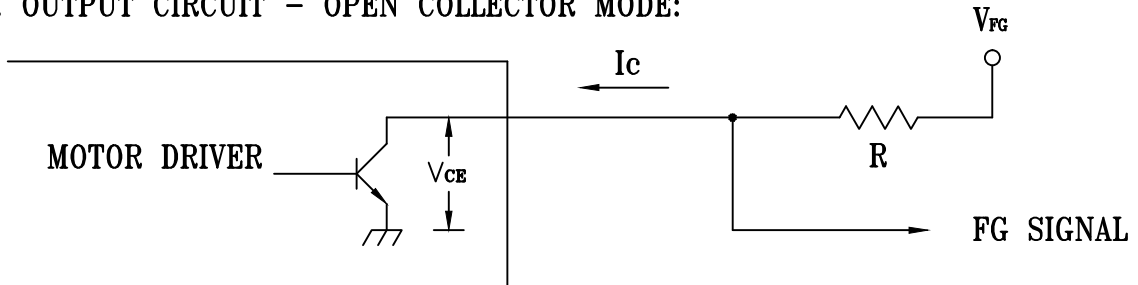 OUTPUT CIRCUIT - OPEN COLLECTOR MODE:
VFG
Ic
MOTOR DRIVER
VCE
R
FG SIGNAL